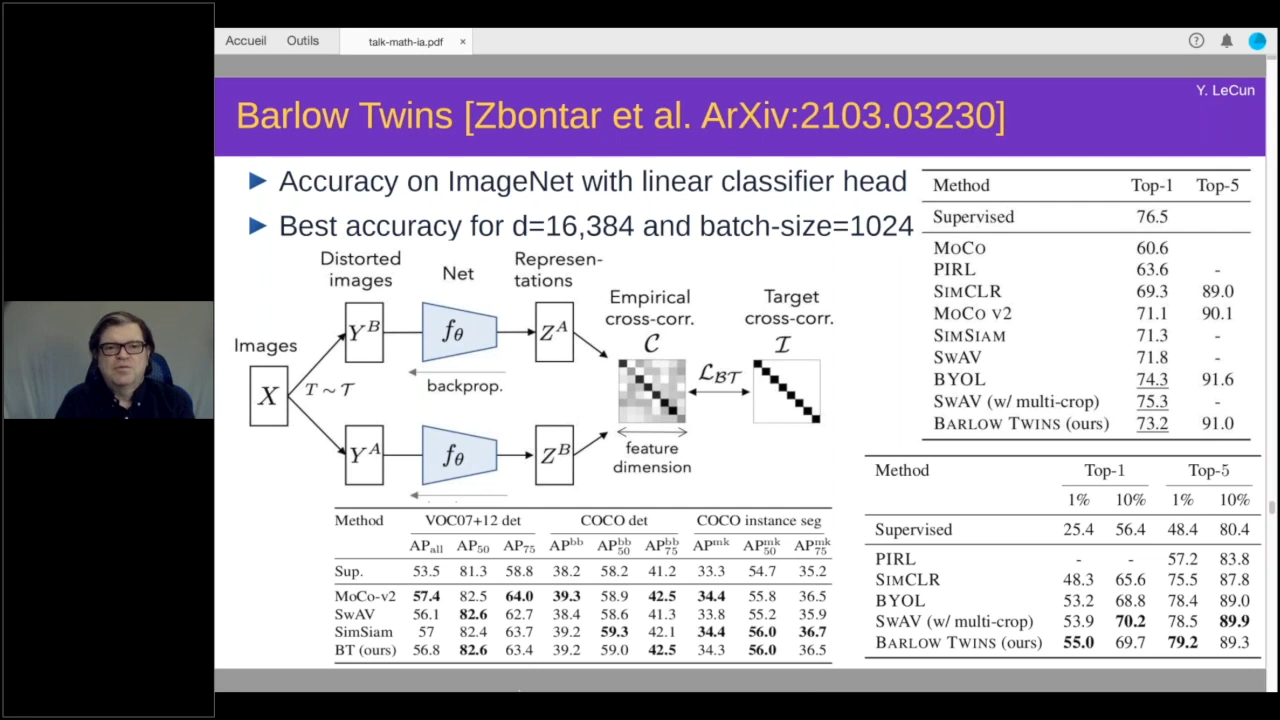 Accueil Outils talk-math-ia.pdf ×
Y. LeCun
Barlow Twins [Zbontar et al. ArXiv:2103.03230]
► Accuracy on ImageNet with linear classifier head
► Best accuracy for d=16,384 and batch-size=1024
Distorted
images
Net
Represen-
tations
Empirical
cross-corr.
C
Target
cross-corr.
I
Images
X
T ~ T
Y^B
f_θ
Z^A
backprop.
L_BT
Y^A
f_θ
Z^B
feature
dimension
Method Top-1 Top-5
Supervised 76.5
MOCO 60.6
PIRL 63.6 -
SIMCLR 69.3 89.0
MOCO V2 71.1 90.1
SIMSIAM 71.3 -
SWAV 71.8 -
BYOL 74.3 91.6
SWAV (w/ multi-crop) 75.3 -
BARLOW TWINS (ours) 73.2 91.0
Method Top-1 Top-5
1% 10% 1% 10%
Supervised 25.4 56.4 48.4 80.4
PIRL - - 57.2 83.8
SIMCLR 48.3 65.6 75.5 87.8
BYOL 53.2 68.8 78.4 89.0
SWAV (w/ multi-crop) 53.9 70.2 78.5 89.9
BARLOW TWINS (ours) 55.0 69.7 79.2 89.3
Method VOC07+12 det COCO det COCO instance seg
AP_all AP_50 AP_75 AP^bb AP^bb_50 AP^bb_75 AP^mk AP^mk_50 AP^mk_75
Sup. 53.5 81.3 58.8 38.2 58.2 41.2 33.3 54.7 35.2
MoCo-v2 57.4 82.5 64.0 39.3 58.9 42.5 34.4 55.8 36.5
SwAV 56.1 82.6 62.7 38.4 58.6 41.3 33.8 55.2 35.9
SimSiam 57 82.4 63.7 39.2 59.3 42.1 34.4 56.0 36.7
BT (ours) 56.8 82.6 63.4 39.2 59.0 42.5 34.3 56.0 36.5